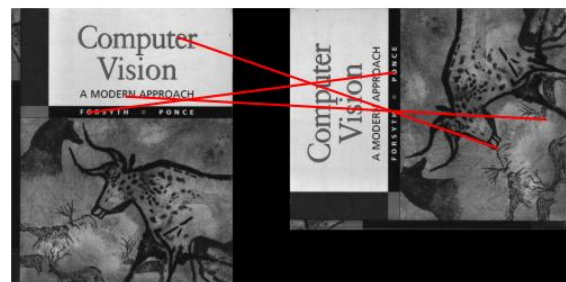 Computer
Vision
A MODERN APPROACH
FORSYTH PONCE
Computer
Vision
A MODERN APPROACH
FORSYTH PONCE